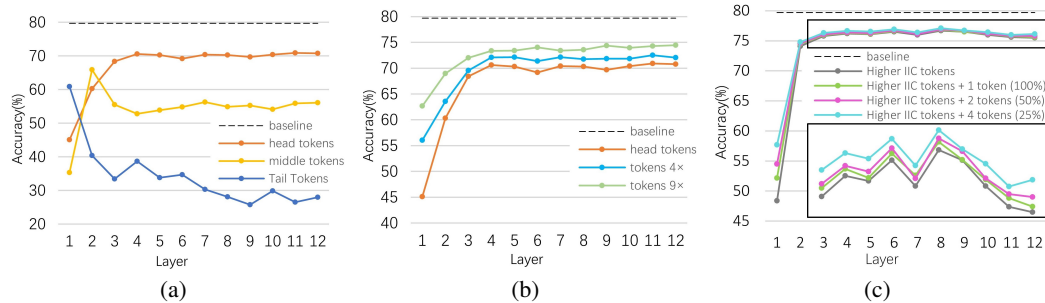 80
70
60
50
40
30
20
Accuracy(%)
baseline
head tokens
middle tokens
Tail Tokens
1 2 3 4 5 6 7 8 9 10 11 12
Layer
(a)
80
75
70
65
60
55
50
45
40
Accuracy(%)
baseline
head tokens
tokens 4×
tokens 9×
1 2 3 4 5 6 7 8 9 10 11 12
Layer
(b)
80
75
70
65
60
55
50
45
Accuracy(%)
baseline
Higher IIC tokens
Higher IIC tokens + 1 token (100%)
Higher IIC tokens + 2 tokens (50%)
Higher IIC tokens + 4 tokens (25%)
1 2 3 4 5 6 7 8 9 10 11 12
Layer
(c)